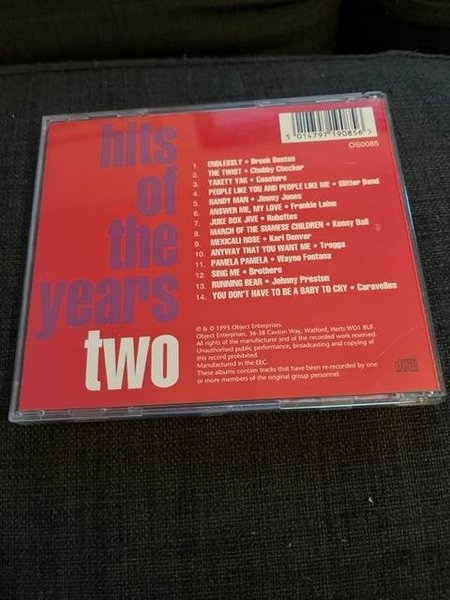 hits
of
the
years
two
5 014797 190856 >
OS0085
1. ENDLESSLY • Brook Benton
2. THE TWIST • Chubby Checker
3. YAKETY YAK • Coasters
4. PEOPLE LIKE YOU AND PEOPLE LIKE ME • Glitter Band
5. HANDY MAN • Jimmy Jones
6. ANSWER ME, MY LOVE • Frankie Laine
7. JUKE BOX JIVE • Rubettes
8. MARCH OF THE SIAMESE CHILDREN • Kenny Ball
9. MEXICALI ROSE • Karl Denver
10. ANYWAY THAT YOU WANT ME • Troggs
11. PAMELA PAMELA • Wayne Fontana
12. SING ME • Brothers
13. RUNNING BEAR • Johnny Preston
14. YOU DON'T HAVE TO BE A BABY TO CRY • Caravelles
℗ & © 1993 Object Enterprises.
Object Enterprises, 36-38 Caxton Way, Watford, Herts WD1 8UF.
All rights of the manufacturer and of the recorded work reserved.
Unauthorised public performance, broadcasting and copying of
this record prohibited.
Manufactured in the EEC.
These albums contain tracks that have been re-recorded by one
or more members of the original group personnel.